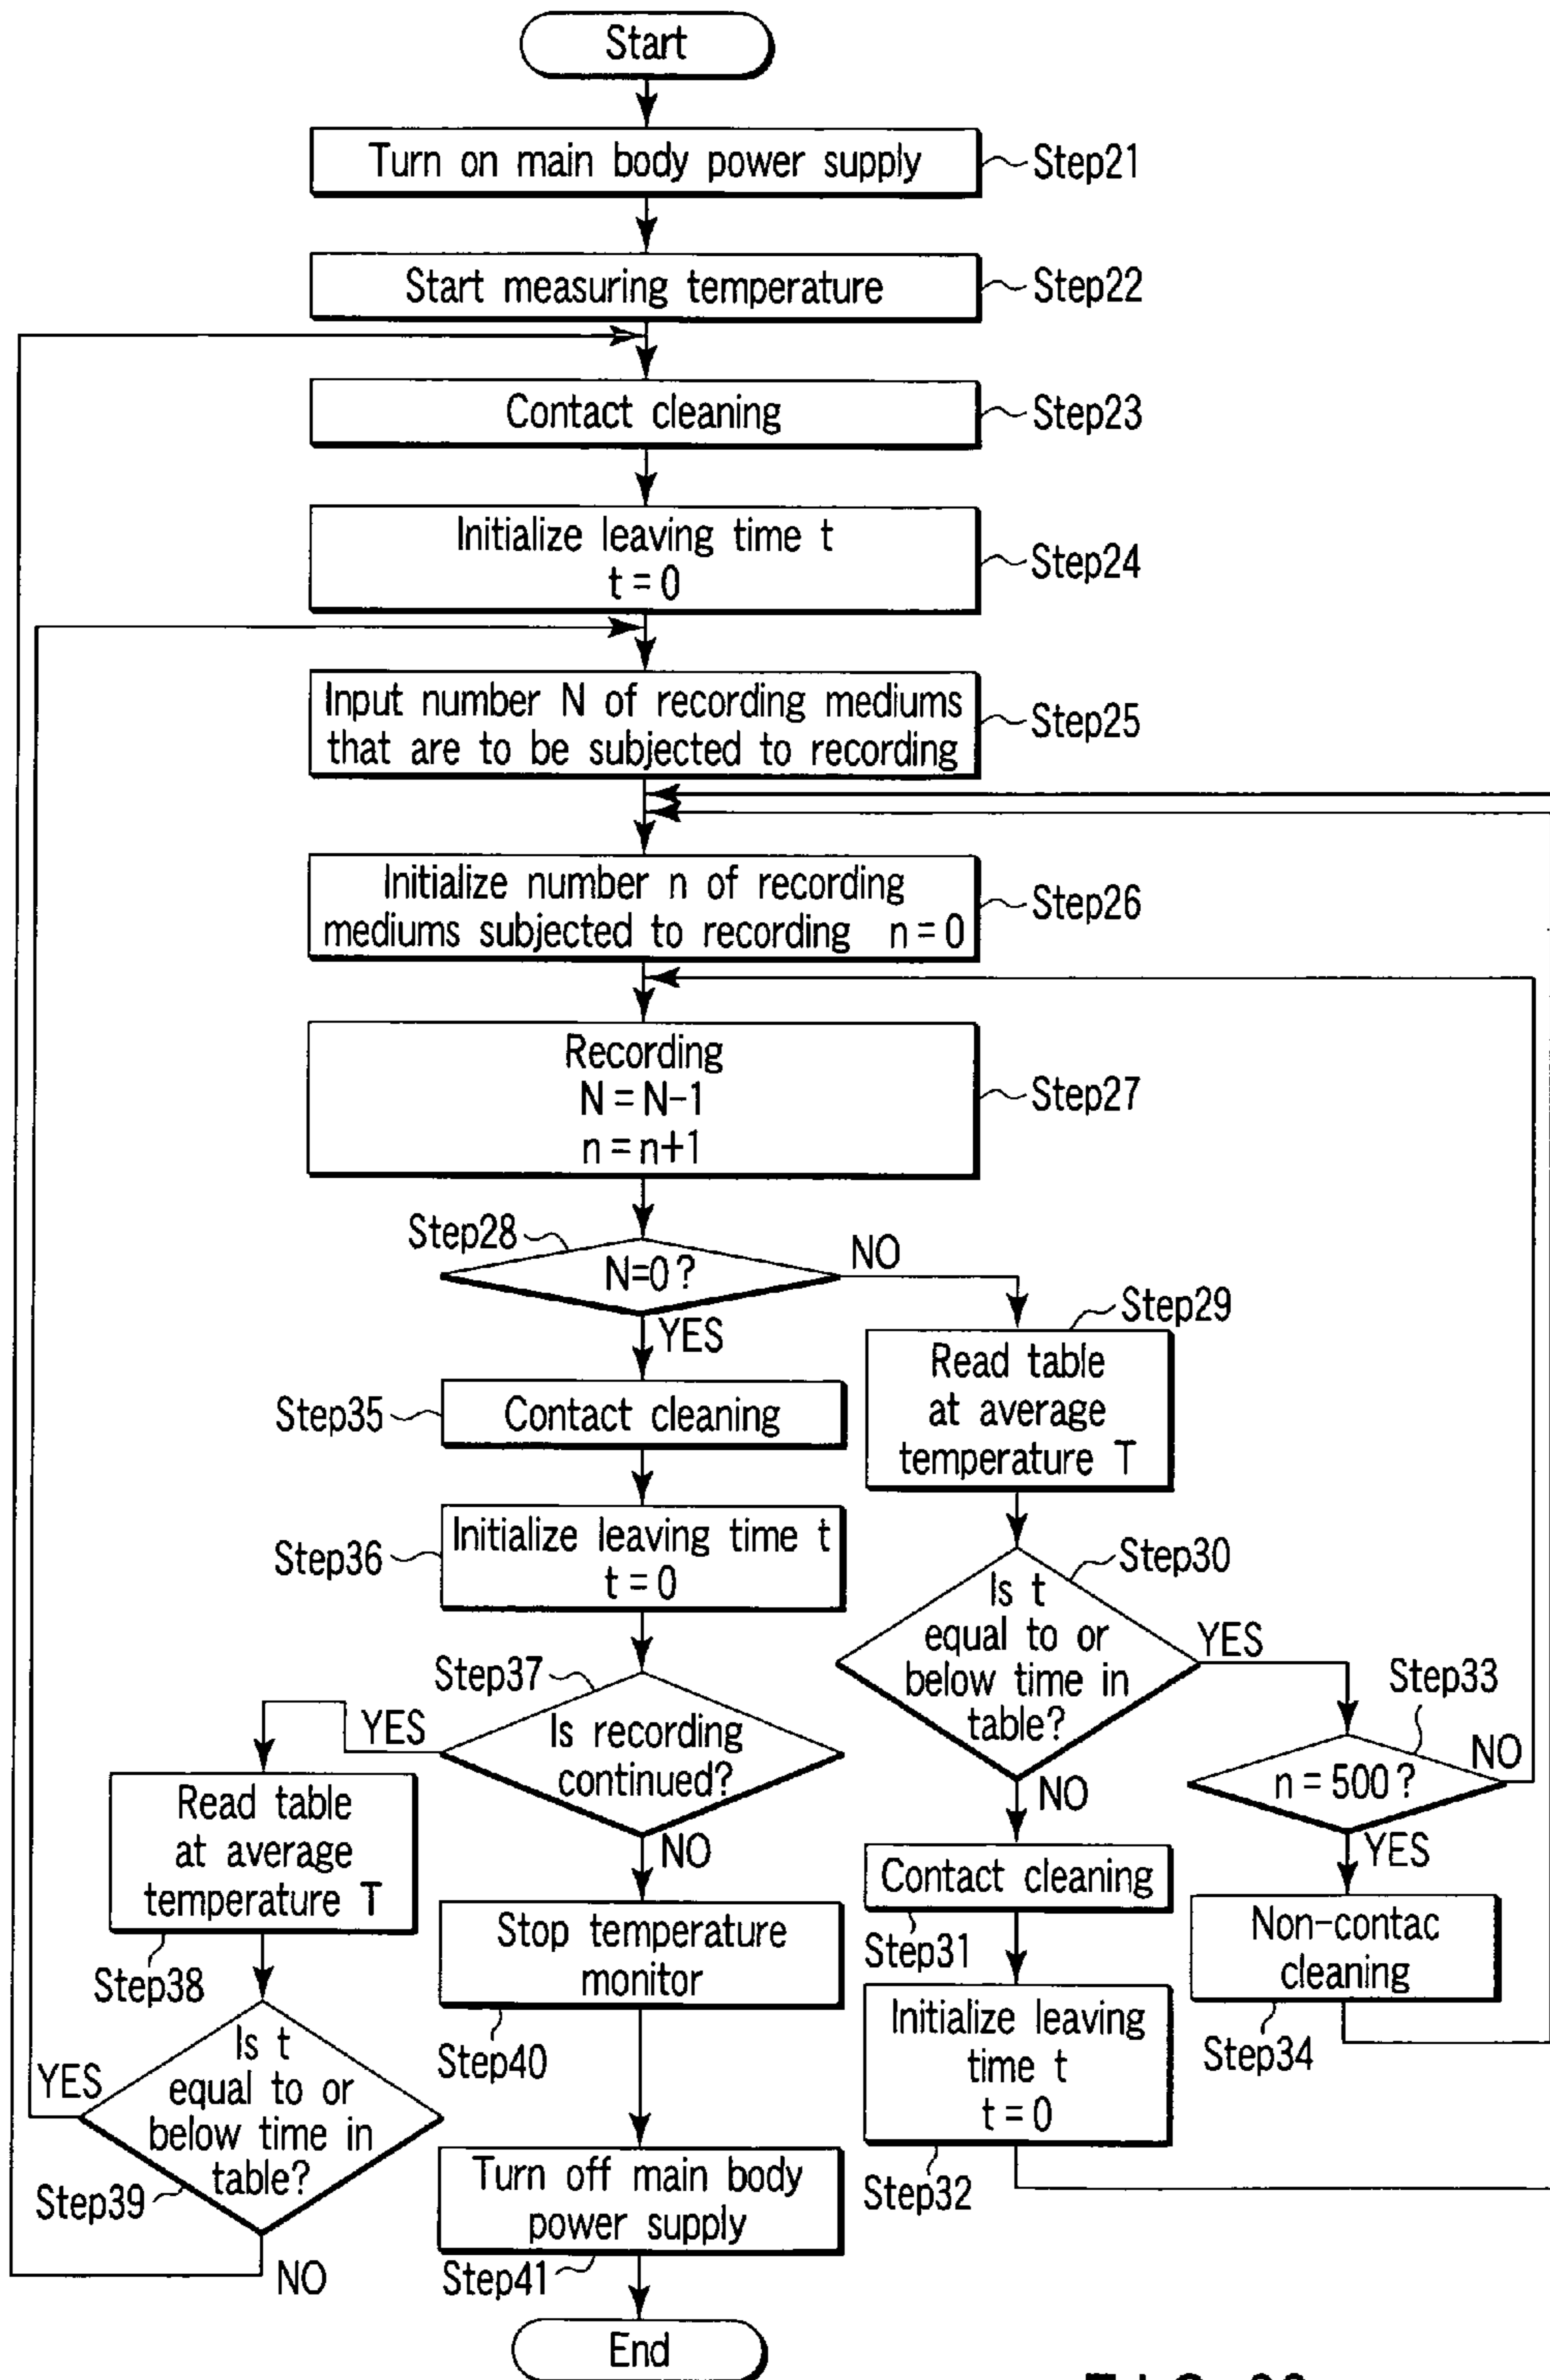 Start
Turn on main body power supply
Step21
Start measuring temperature
Step22
Contact cleaning
Step23
Initialize leaving time t
t = 0
Step24
Input number N of recording mediums
that are to be subjected to recording
Step25
Initialize number n of recording
mediums subjected to recording n = 0
Step26
Recording
N = N-1
n = n+1
Step27
Step28
N=0?
NO
YES
Step29
Read table
at average
temperature T
Step35
Contact cleaning
Step36
Initialize leaving time t
t = 0
Step30
Is t
equal to or
below time in
table?
YES
NO
Step33
n = 500?
NO
YES
Step37
Is recording
continued?
YES
NO
Read table
at average
temperature T
Step38
Contact cleaning
Step31
Non-contac
cleaning
Step34
Stop temperature
monitor
Step40
Initialize leaving
time t
t = 0
Step32
Is t
equal to or
below time in
table?
YES
Step39
NO
Turn off main body
power supply
Step41
End